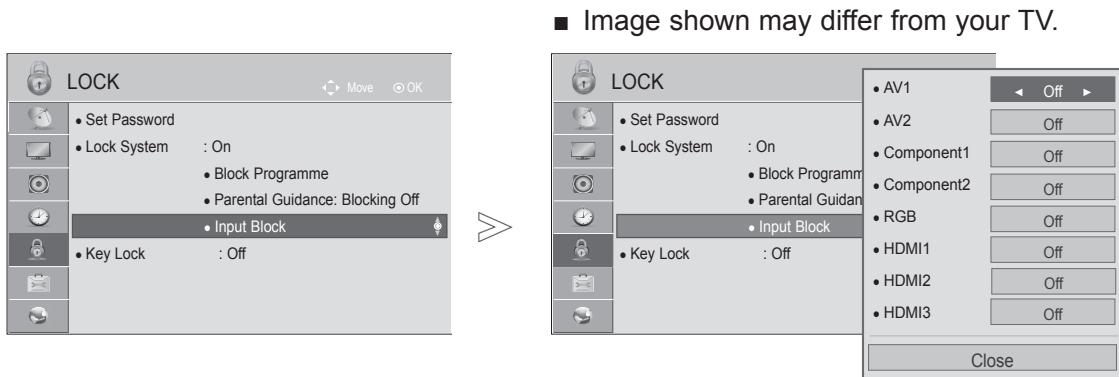 ■ Image shown may differ from your TV.
LOCK
Move
OK
• Set Password
• Lock System : On
• Block Programme
• Parental Guidance: Blocking Off
• Input Block
• Key Lock : Off
LOCK
• Set Password
• Lock System : On
• Block Programm
• Parental Guidan
• Input Block
• Key Lock : Off
• AV1 ◄ Off ►
• AV2 Off
• Component1 Off
• Component2 Off
• RGB Off
• HDMI1 Off
• HDMI2 Off
• HDMI3 Off
Close